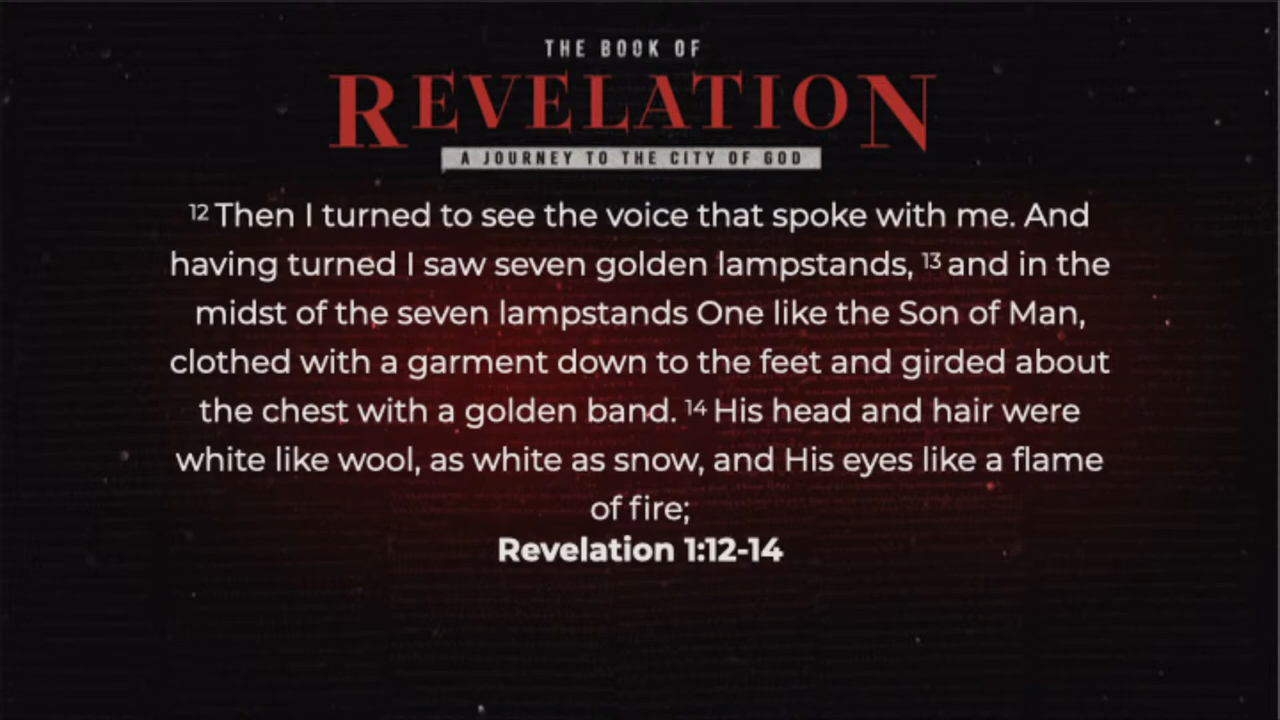 THE BOOK OF
REVELATION
A JOURNEY TO THE CITY OF GOD
12 Then I turned to see the voice that spoke with me. And
having turned I saw seven golden lampstands, 13 and in the
midst of the seven lampstands One like the Son of Man,
clothed with a garment down to the feet and girded about
the chest with a golden band. 14 His head and hair were
white like wool, as white as snow, and His eyes like a flame
of fire;
Revelation 1:12-14